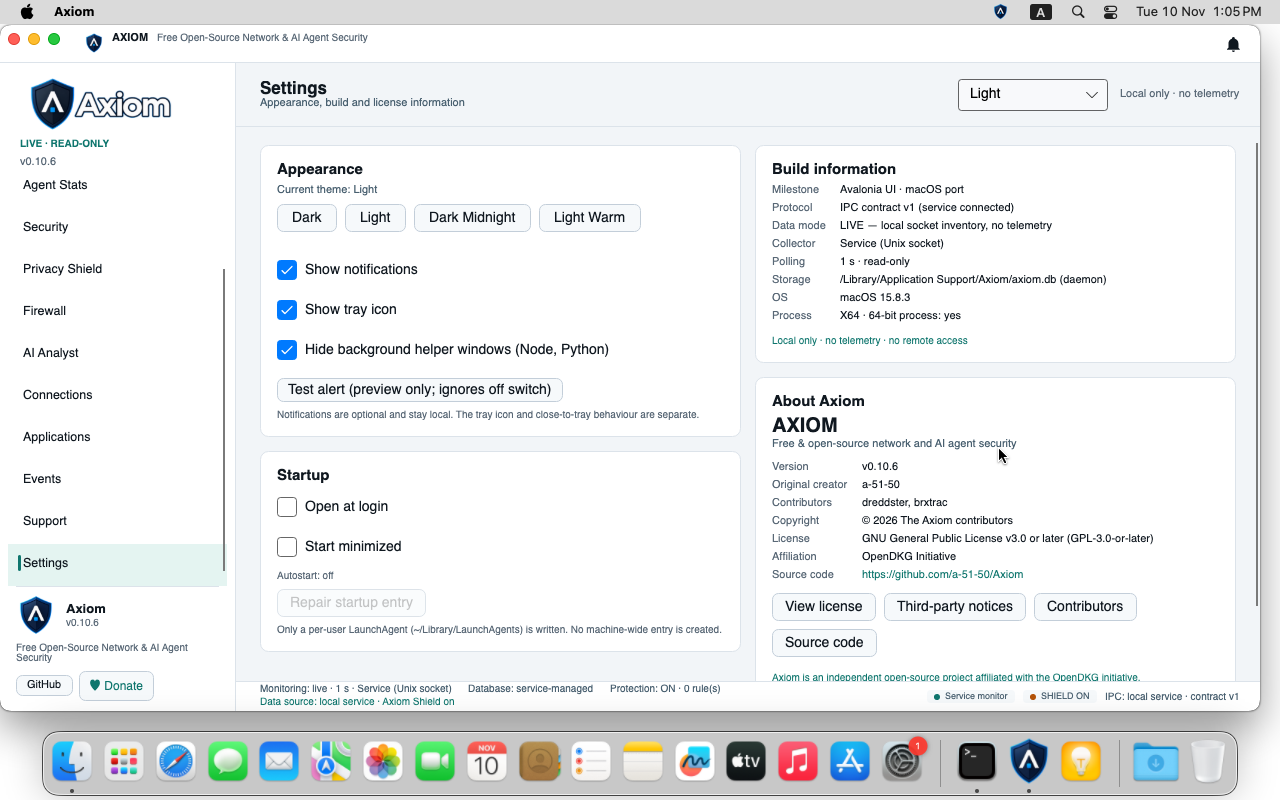 Axiom
A
Tue 10 Nov 1:05 PM
AXIOM Free Open-Source Network & AI Agent Security
Axiom
LIVE · READ-ONLY
v0.10.6
Agent Stats
Security
Privacy Shield
Firewall
AI Analyst
Connections
Applications
Events
Support
Settings
Axiom
v0.10.6
Free Open-Source Network & AI Agent
Security
GitHub
Donate
Settings
Appearance, build and license information
Light
Local only · no telemetry
Appearance
Current theme: Light
Dark
Light
Dark Midnight
Light Warm
Show notifications
Show tray icon
Hide background helper windows (Node, Python)
Test alert (preview only; ignores off switch)
Notifications are optional and stay local. The tray icon and close-to-tray behaviour are separate.
Startup
Open at login
Start minimized
Autostart: off
Repair startup entry
Only a per-user LaunchAgent (~/Library/LaunchAgents) is written. No machine-wide entry is created.
Build information
Milestone Avalonia UI · macOS port
Protocol IPC contract v1 (service connected)
Data mode LIVE — local socket inventory, no telemetry
Collector Service (Unix socket)
Polling 1 s · read-only
Storage /Library/Application Support/Axiom/axiom.db (daemon)
OS macOS 15.8.3
Process X64 · 64-bit process: yes
Local only · no telemetry · no remote access
About Axiom
AXIOM
Free & open-source network and AI agent security
Version v0.10.6
Original creator a-51-50
Contributors dreddster, brxtrac
Copyright © 2026 The Axiom contributors
License GNU General Public License v3.0 or later (GPL-3.0-or-later)
Affiliation OpenDKG Initiative
Source code https://github.com/a-51-50/Axiom
View license
Third-party notices
Contributors
Source code
Axiom is an independent open-source project affiliated with the OpenDKG initiative.
Monitoring: live · 1 s · Service (Unix socket) Database: service-managed Protection: ON · 0 rule(s)
Data source: local service · Axiom Shield on
Service monitor
SHIELD ON
IPC: local service · contract v1
NOV
10
tv
1
>_
T